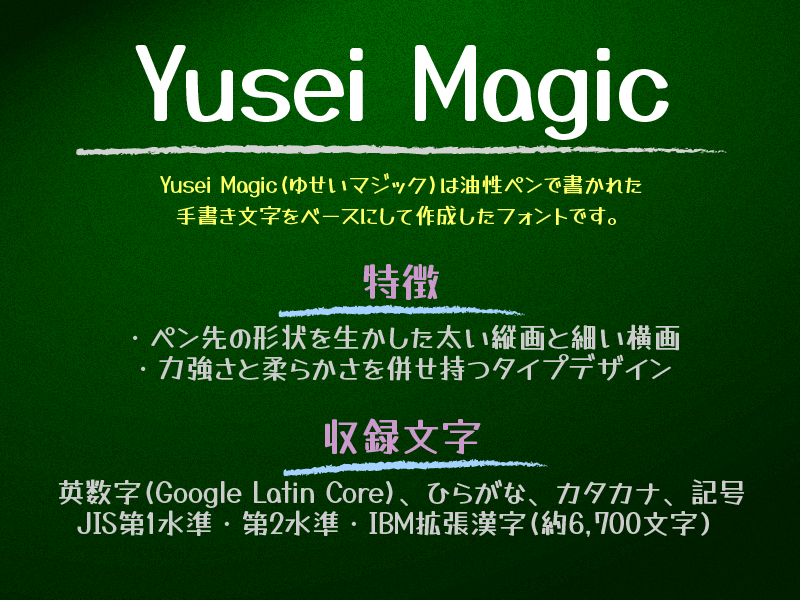 Yusei Magic
Yusei Magic(ゆせいマジック)は油性ペンで書かれた
手書き文字をベースにして作成したフォントです。
特徴
・ペン先の形状を生かした太い縦画と細い横画
・力強さと柔らかさを併せ持つタイプデザイン
収録文字
英数字(Google Latin Core)、ひらがな、カタカナ、記号
JIS第1水準・第2水準・IBM拡張漢字(約6,700文字)